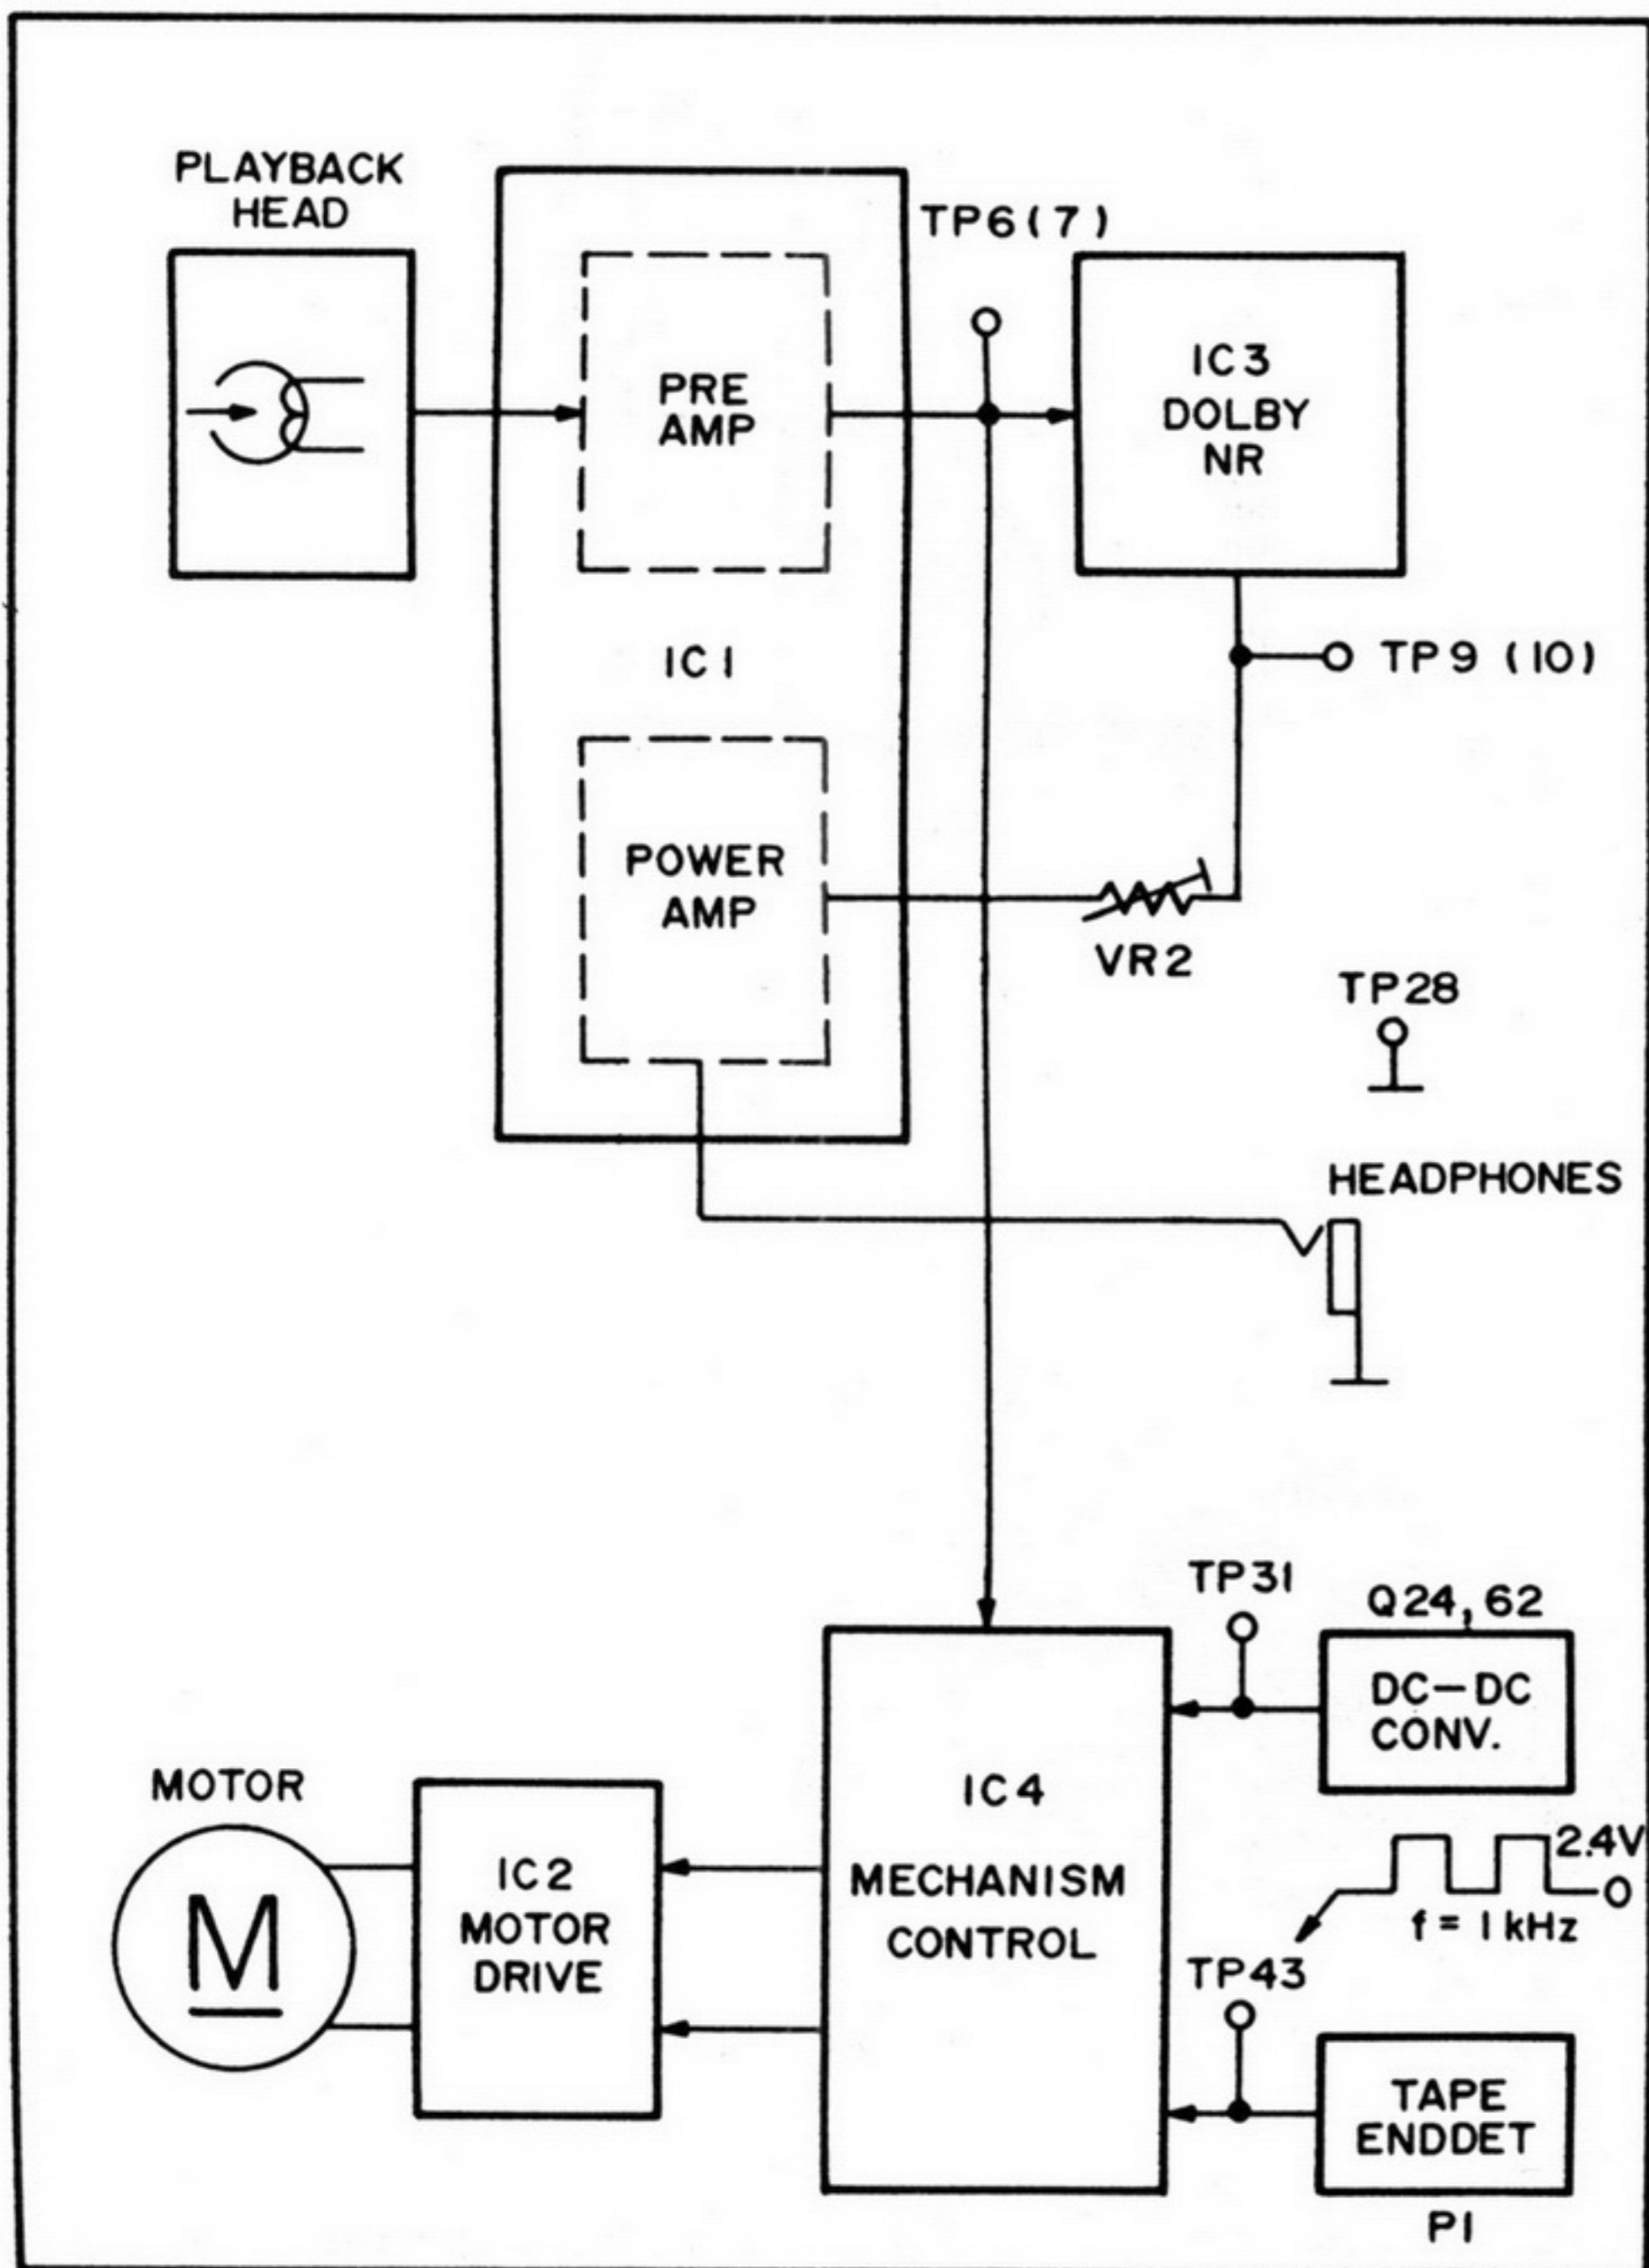 PLAYBACK
HEAD
TP6(7)
PRE
AMP
IC3
DOLBY
NR
IC1
TP9 (10)
POWER
AMP
VR2
TP28
HEADPHONES
TP31
Q24, 62
DC-DC
CONV.
MOTOR
M
IC2
MOTOR
DRIVE
IC4
MECHANISM
CONTROL
2.4V
0
f = 1 kHz
TP43
TAPE
ENDDET
P1